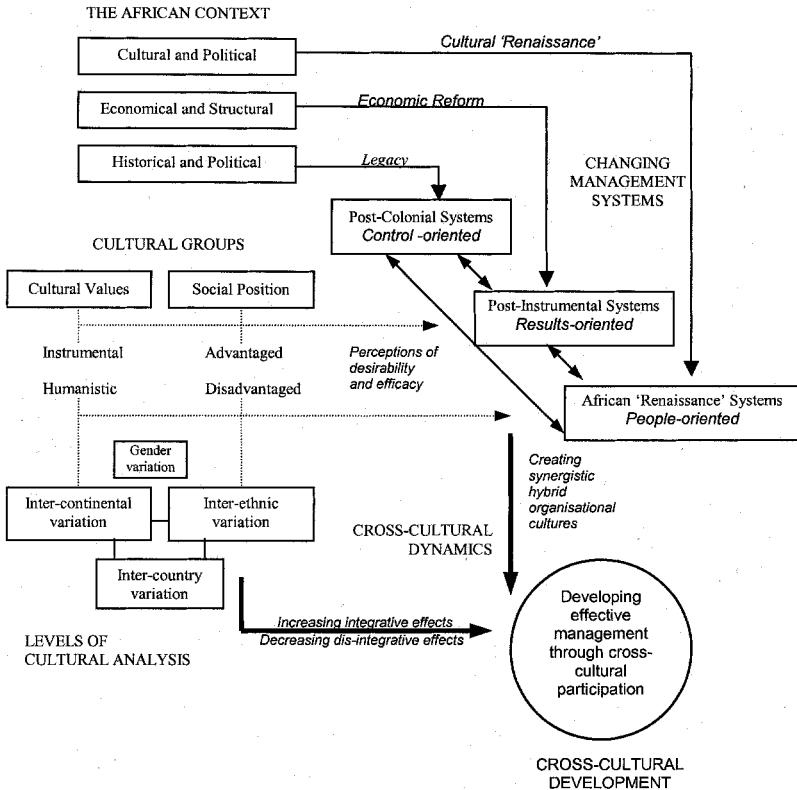 THE AFRICAN CONTEXT
Cultural and Political
Cultural 'Renaissance'
Economical and Structural
Economic Reform
Historical and Political
Legacy
CHANGING
MANAGEMENT
SYSTEMS
Post-Colonial Systems
Control -oriented
CULTURAL GROUPS
Cultural Values
Social Position
Post-Instrumental Systems
Results-oriented
Instrumental
Advantaged
Humanistic
Disadvantaged
Perceptions of
desirability
and efficacy
African 'Renaissance' Systems
People-oriented
Gender
variation
Creating
synergistic
hybrid
organisational
cultures
Inter-continental
variation
Inter-ethnic
variation
CROSS-CULTURAL
DYNAMICS
Inter-country
variation
Increasing integrative effects
Decreasing dis-integrative effects
LEVELS OF
CULTURAL ANALYSIS
Developing
effective
management
through cross-
cultural
participation
CROSS-CULTURAL
DEVELOPMENT